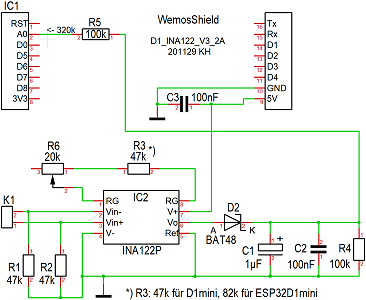 IC1
WemosShield
D1_INA122_V3_2A
201129 KH
RST
A0
D0
D5
D6
D7
D8
3V3
<- 320k
R5
100k
Tx
Rx
D1
D2
D3
D4
GND
5V
C3
100nF
R6
20k
R3 *)
47k
K1
IC2
RG
Vin-
Vin+
V-
RG
V+
Vo
Ref
INA122P
D2
A
K
BAT48
R1
47k
R2
47k
C1
1µF
+
C2
100nF
R4
100k
*) R3: 47k für D1mini, 82k für ESP32D1mini